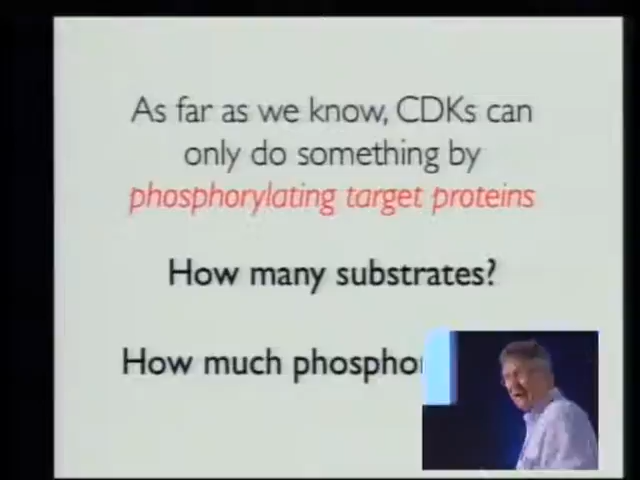 As far as we know, CDKs can
only do something by
phosphorylating target proteins
How many substrates?
How much phospho